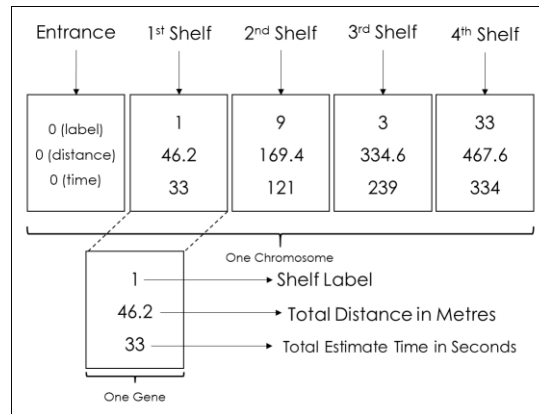 Entrance 1st Shelf 2nd Shelf 3rd Shelf 4th Shelf
0 (label) 1 9 3 33
0 (distance) 46.2 169.4 334.6 467.6
0 (time) 33 121 239 334
One Chromosome
1 Shelf Label
46.2 Total Distance in Metres
33 Total Estimate Time in Seconds
One Gene